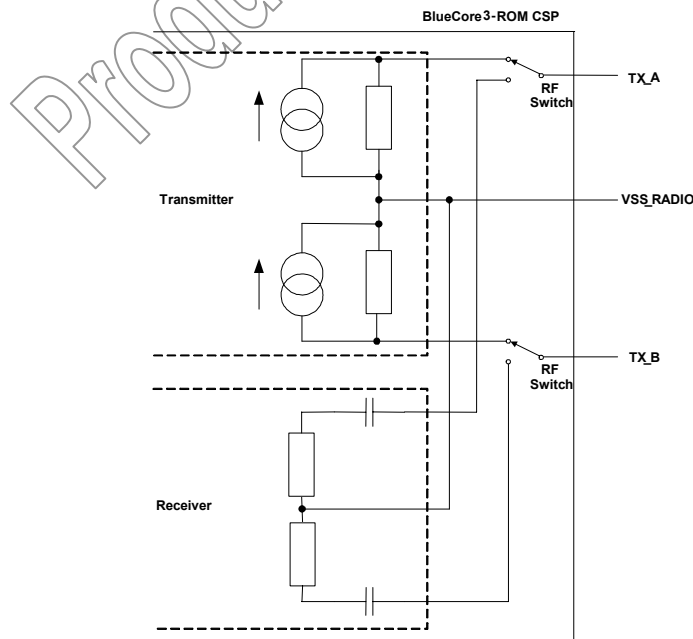 BlueCore3-ROM CSP
TX_A
RF
Switch
Transmitter
VSS_RADIO
TX_B
RF
Switch
Receiver